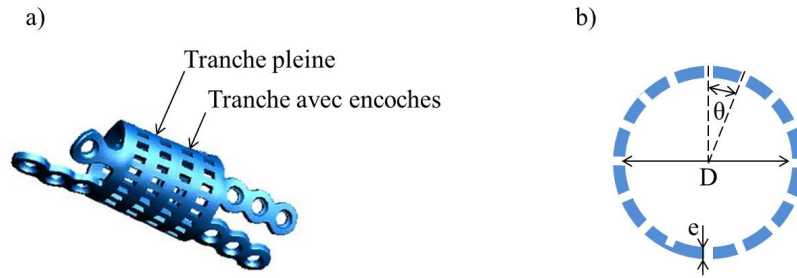 a)
b)
Tranche pleine
Tranche avec encoches
θ
D
e